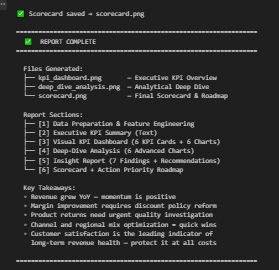 ✅ Scorecard saved → scorecard.png
============================================================
✅ REPORT COMPLETE
============================================================
Files Generated:
├── kpi_dashboard.png — Executive KPI Overview
├── deep_dive_analysis.png — Analytical Deep Dive
└── scorecard.png — Final Scorecard & Roadmap
Report Sections:
├── [1] Data Preparation & Feature Engineering
├── [2] Executive KPI Summary (Text)
├── [3] Visual KPI Dashboard (6 KPI Cards + 6 Charts)
├── [4] Deep-Dive Analysis (6 Advanced Charts)
├── [5] Insight Report (7 Findings + Recommendations)
└── [6] Scorecard + Action Priority Roadmap
Key Takeaways:
• Revenue grew YoY — momentum is positive
• Margin improvement requires discount policy reform
• Product returns need urgent quality investigation
• Channel and regional mix optimization = quick wins
• Customer satisfaction is the leading indicator of
long-term revenue health — protect it at all costs
============================================================